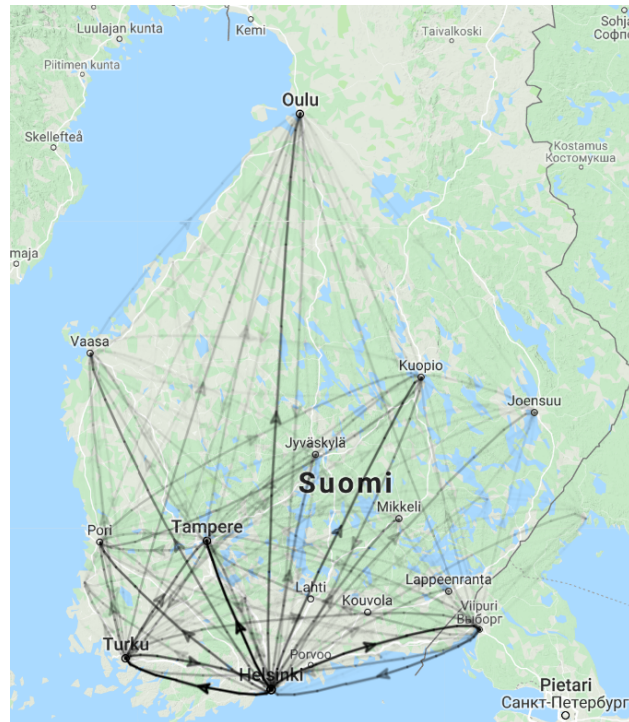 Luulajan kunta
Kemi
Taivalkoski
Piitimen kunta
Oulu
Skellefteå
Kostamus
Костомукша
maja
Vaasa
Kuopio
Joensuu
Jyväskylä
Suomi
Mikkeli
Pori
Tampere
Lahti
Lappeenranta
Kouvola
Viipuri
Выборг
Turku
Porvoo
Helsinki
Pietari
Санкт-Петербург
Sohj
Софпо